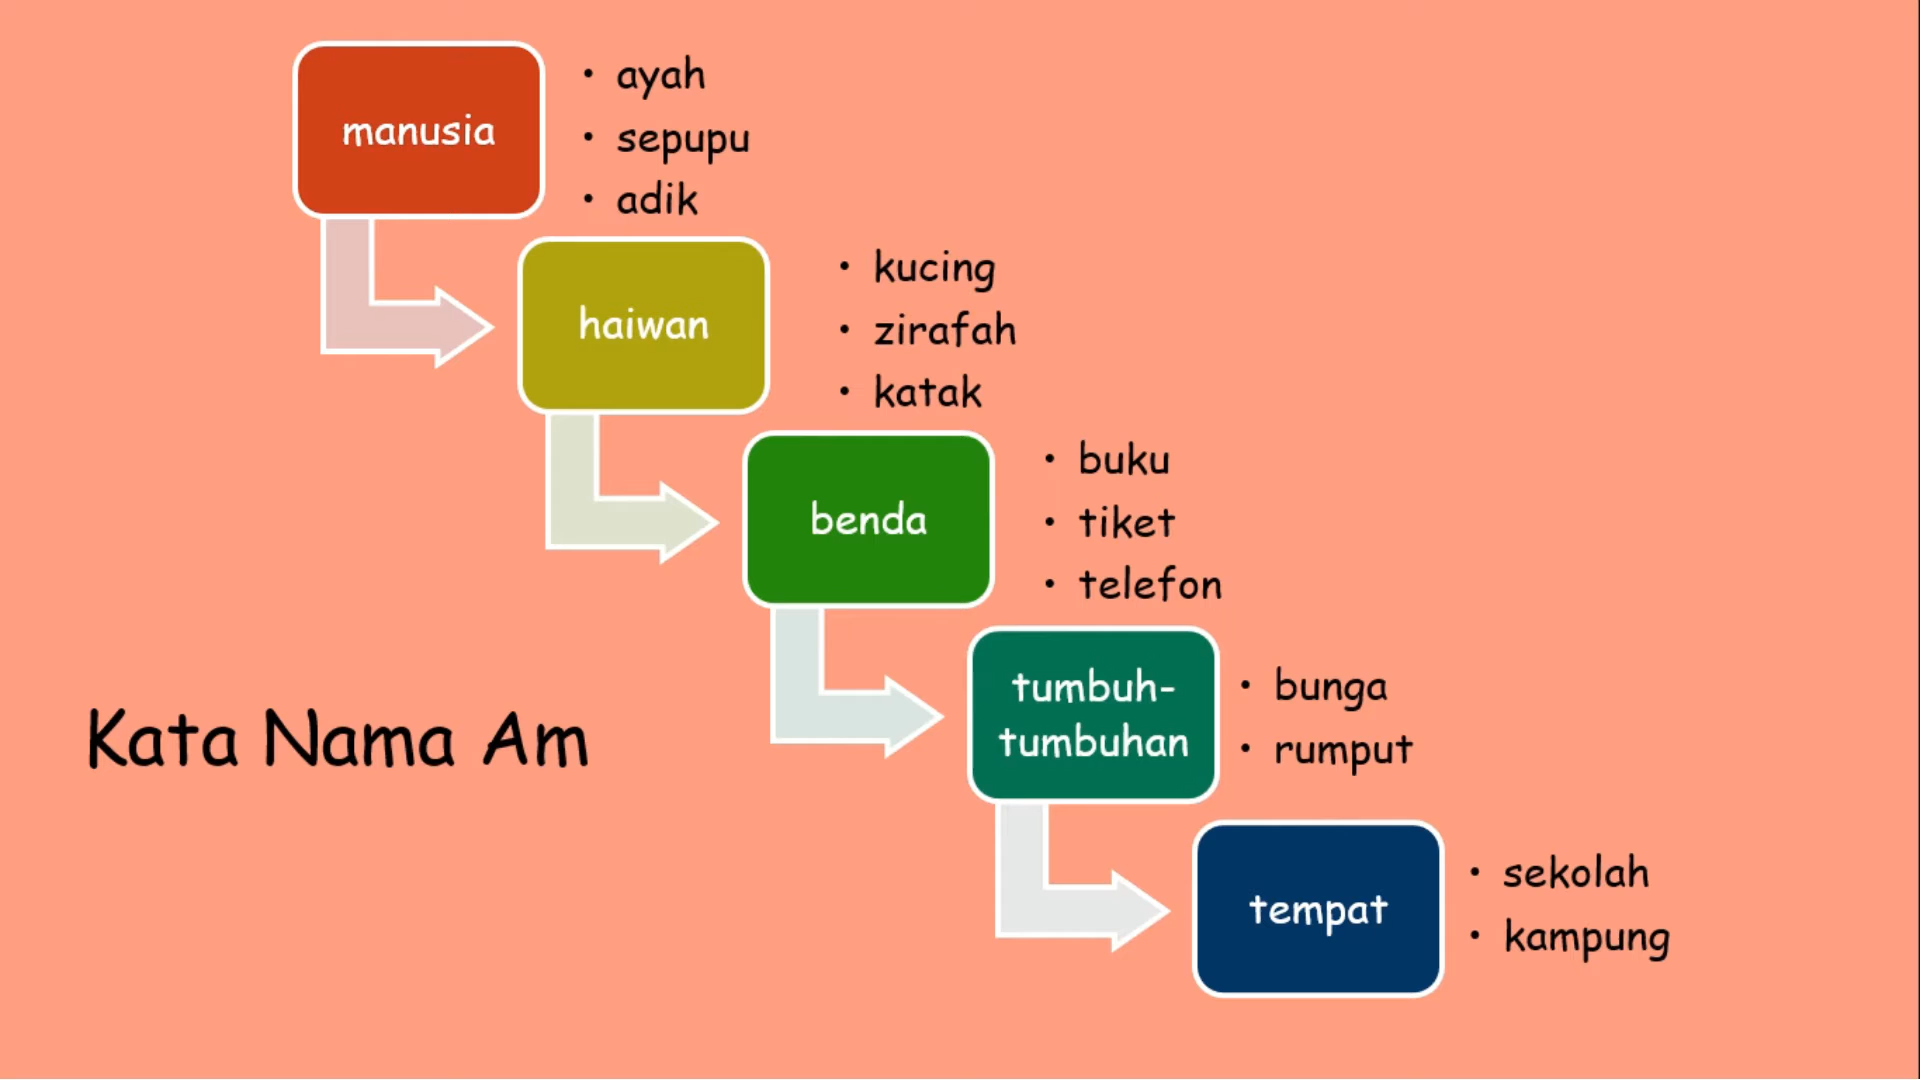 manusia
• ayah
• sepupu
• adik
haiwan
• kucing
• zirafah
• katak
benda
• buku
• tiket
• telefon
tumbuh-
tumbuhan
• bunga
• rumput
Kata Nama Am
tempat
• sekolah
• kampung